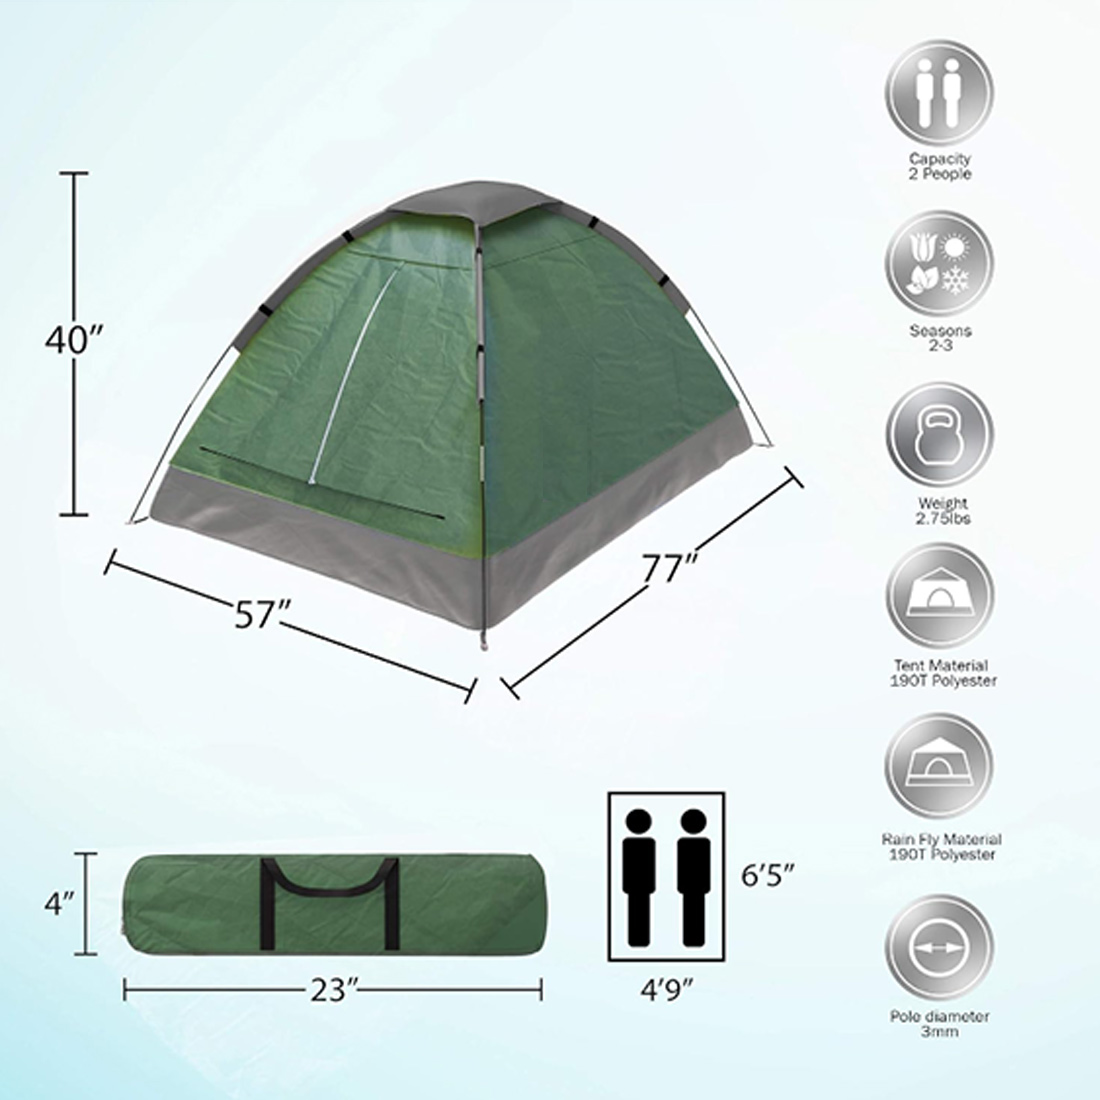 40”
57”
77”
4”
23”
6’5”
4’9”
Capacity
2 People
Seasons
2-3
Weight
2.75lbs
Tent Material
190T Polyester
Rain Fly Material
190T Polyester
Pole diameter
3mm